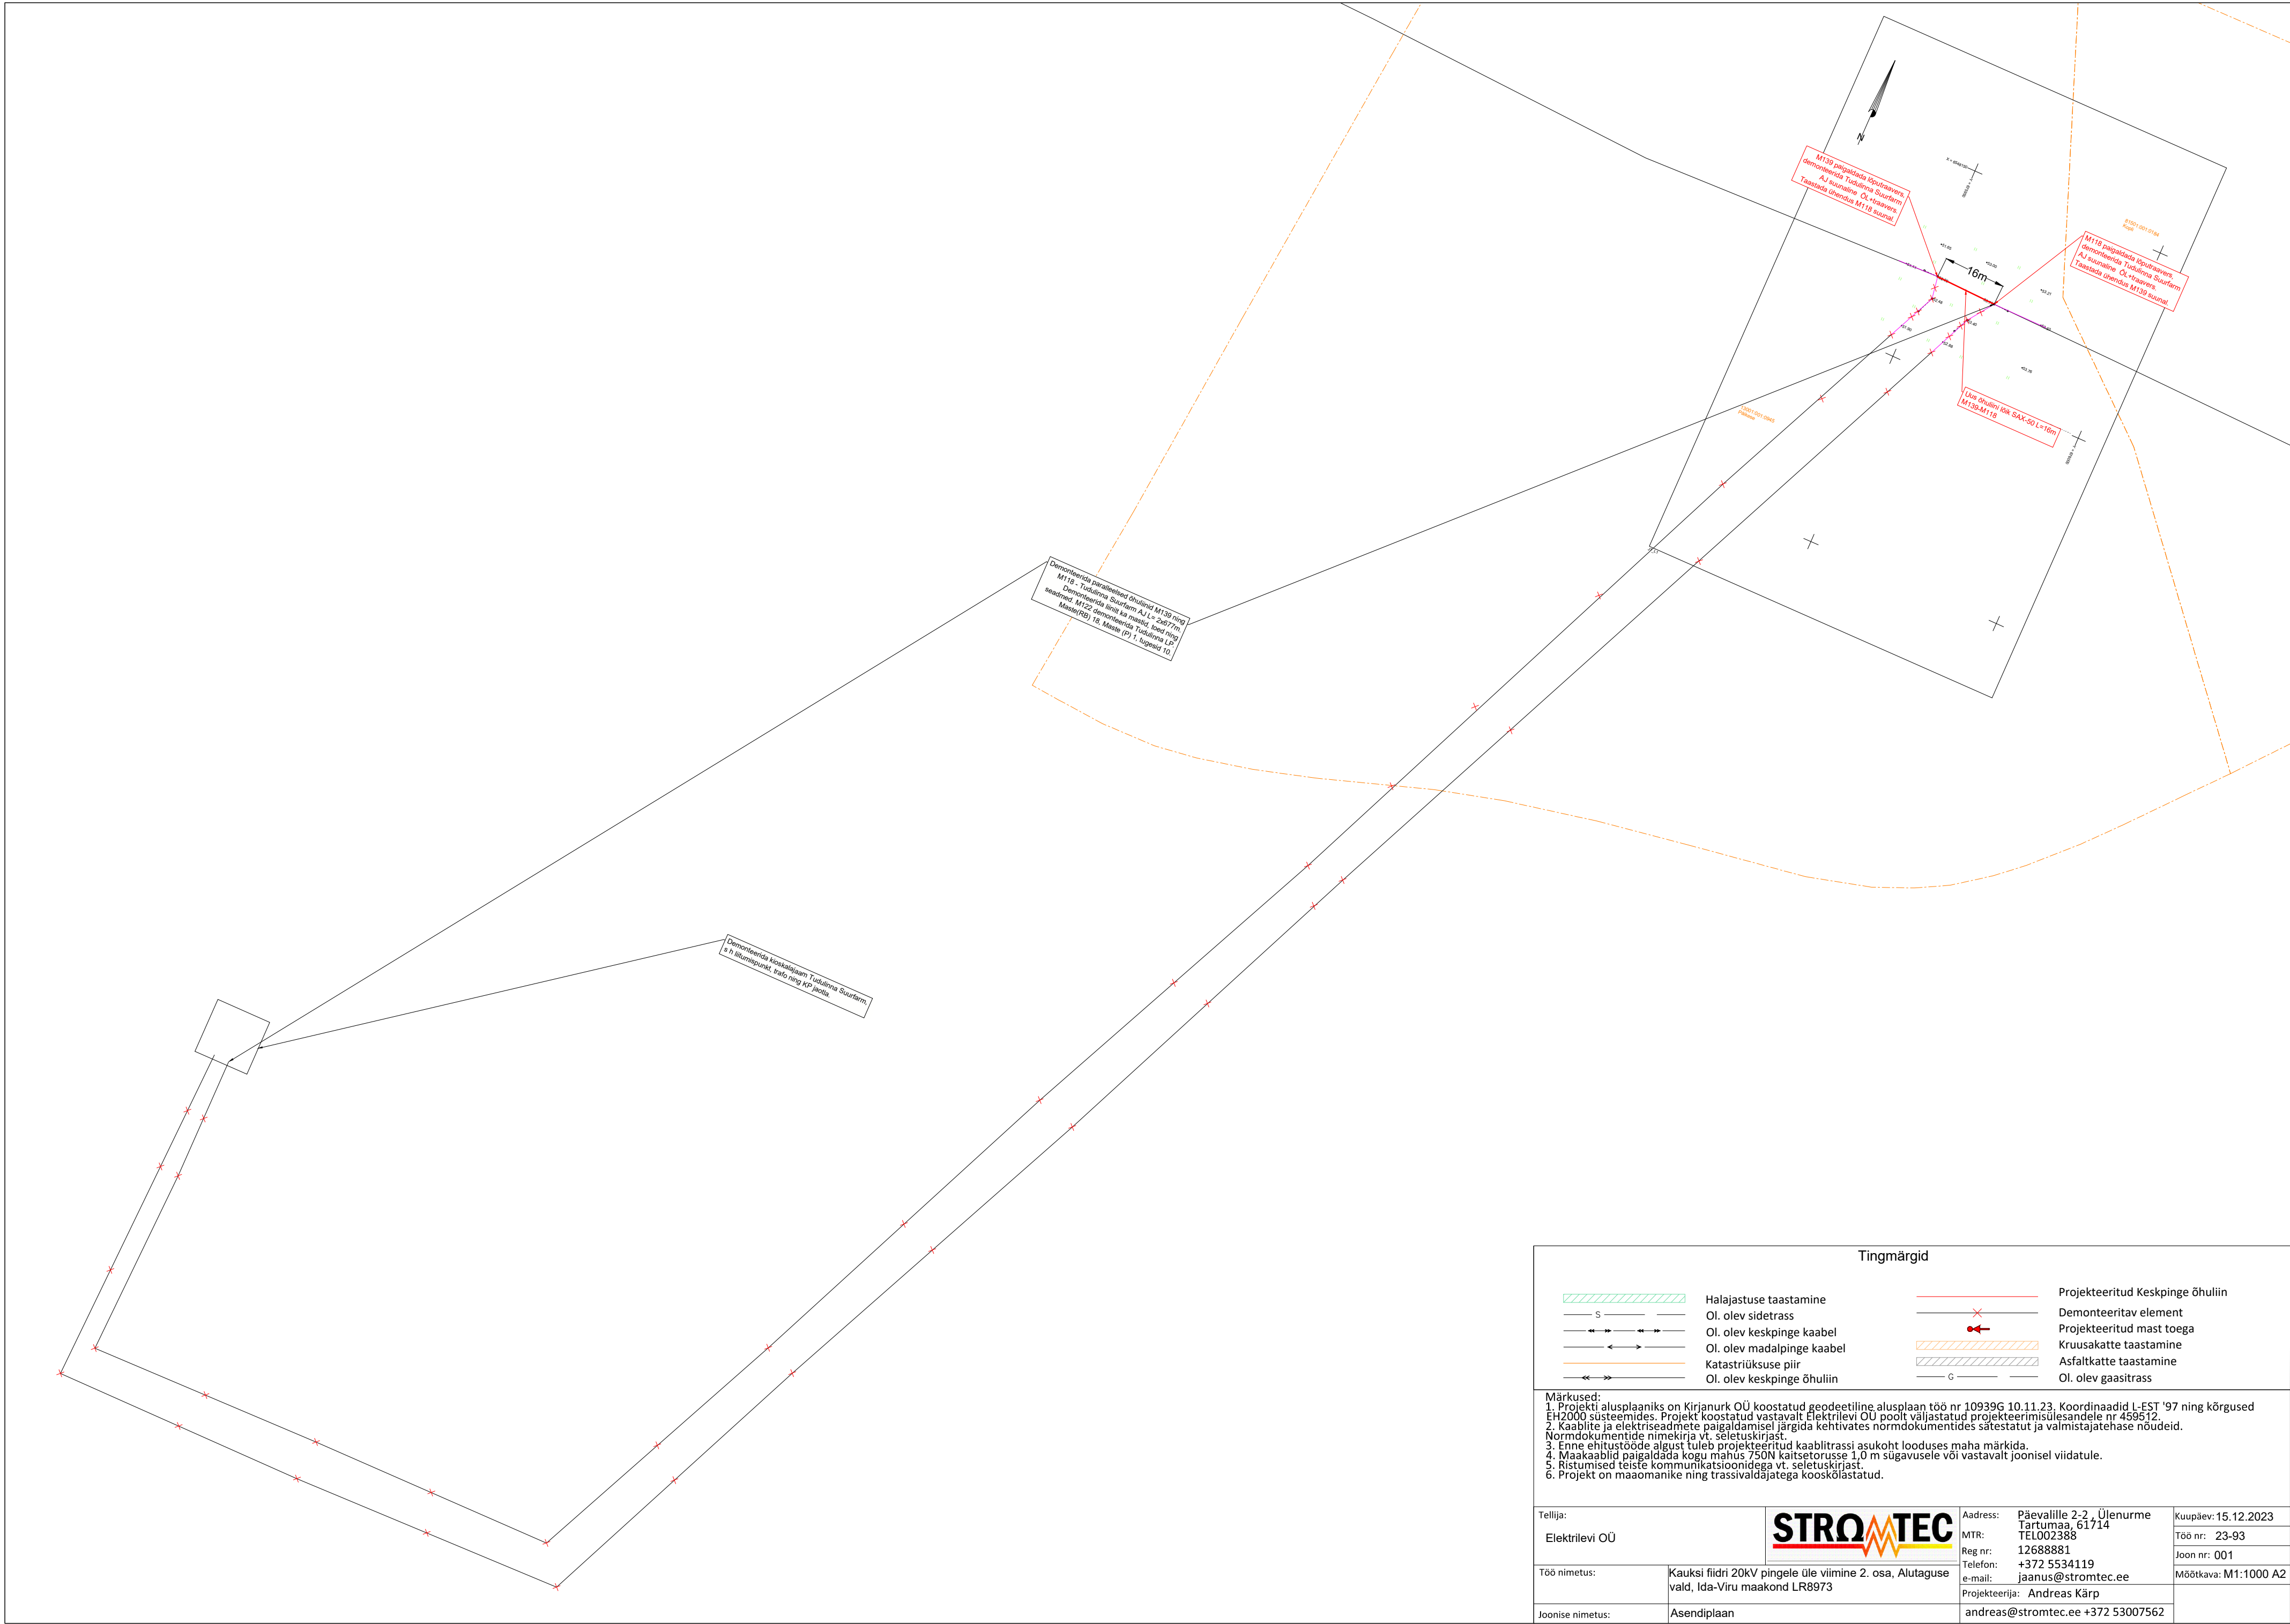 N
M139 paigaldada lõputraavers,
demonteerida Tudulinna Suurfarm
AJ suunaline ÕL+traavers.
Taastada ühendus M118 suunal.
16m
M118 paigaldada lõputraavers,
demonteerida Tudulinna Suurfarm
AJ suunaline ÕL+traavers.
Taastada ühendus M139 suunal.
Uus õhuliini lõik SAX-50 L=16m
M139-M118
Demonteerida paralleelsed õhuliinid M139 ning
M118 - Tudulinna Suurfarm AJ L= 2x677m.
Demonteerida liinilt ka mastid, toed ning
seadmed. M122 demonteerida Tudulinna LP.
Maste(RB) 18, Maste (P) 1, tugesid 10.
Demonteerida kioskalajaam Tudulinna Suurfarm,
s.h liitumispunkt, trafo ning KP jaotla.
Tingmärgid
Halajastuse taastamine
S
Ol. olev sidetrass
Ol. olev keskpinge kaabel
Ol. olev madalpinge kaabel
Katastriüksuse piir
Ol. olev keskpinge õhuliin
Projekteeritud Keskpinge õhuliin
Demonteeritav element
Projekteeritud mast toega
Kruusakatte taastamine
Asfaltkatte taastamine
G
Ol. olev gaasitrass
Märkused:
1. Projekti alusplaaniks on Kirjanurk OÜ koostatud geodeetiline alusplaan töö nr 10939G 10.11.23. Koordinaadid L-EST '97 ning kõrgused
EH2000 süsteemides. Projekt koostatud vastavalt Elektrilevi OÜ poolt väljastatud projekteerimisülesandele nr 459512.
2. Kaablite ja elektriseadmete paigaldamisel järgida kehtivates normdokumentides sätestatut ja valmistajatehase nõudeid.
Normdokumentide nimekirja vt. seletuskirjast.
3. Enne ehitustööde algust tuleb projekteeritud kaablitrassi asukoht looduses maha märkida.
4. Maakaablid paigaldada kogu mahus 750N kaitsetorusse 1,0 m sügavusele või vastavalt joonisel viidatule.
5. Ristumised teiste kommunikatsioonidega vt. seletuskirjast.
6. Projekt on maaomanike ning trassivaldajatega kooskõlastatud.
Tellija:
Elektrilevi OÜ
STROMTEC
Aadress: Päevalille 2-2 , Ülenurme
Tartumaa, 61714
MTR: TEL002388
Reg nr: 12688881
Telefon: +372 5534119
e-mail: jaanus@stromtec.ee
Kuupäev: 15.12.2023
Töö nr: 23-93
Joon nr: 001
Mõõtkava: M1:1000 A2
Töö nimetus:
Kauksi fiidri 20kV pingele üle viimine 2. osa, Alutaguse
vald, Ida-Viru maakond LR8973
Projekteerija: Andreas Kärp
Joonise nimetus:
Asendiplaan
andreas@stromtec.ee +372 53007562